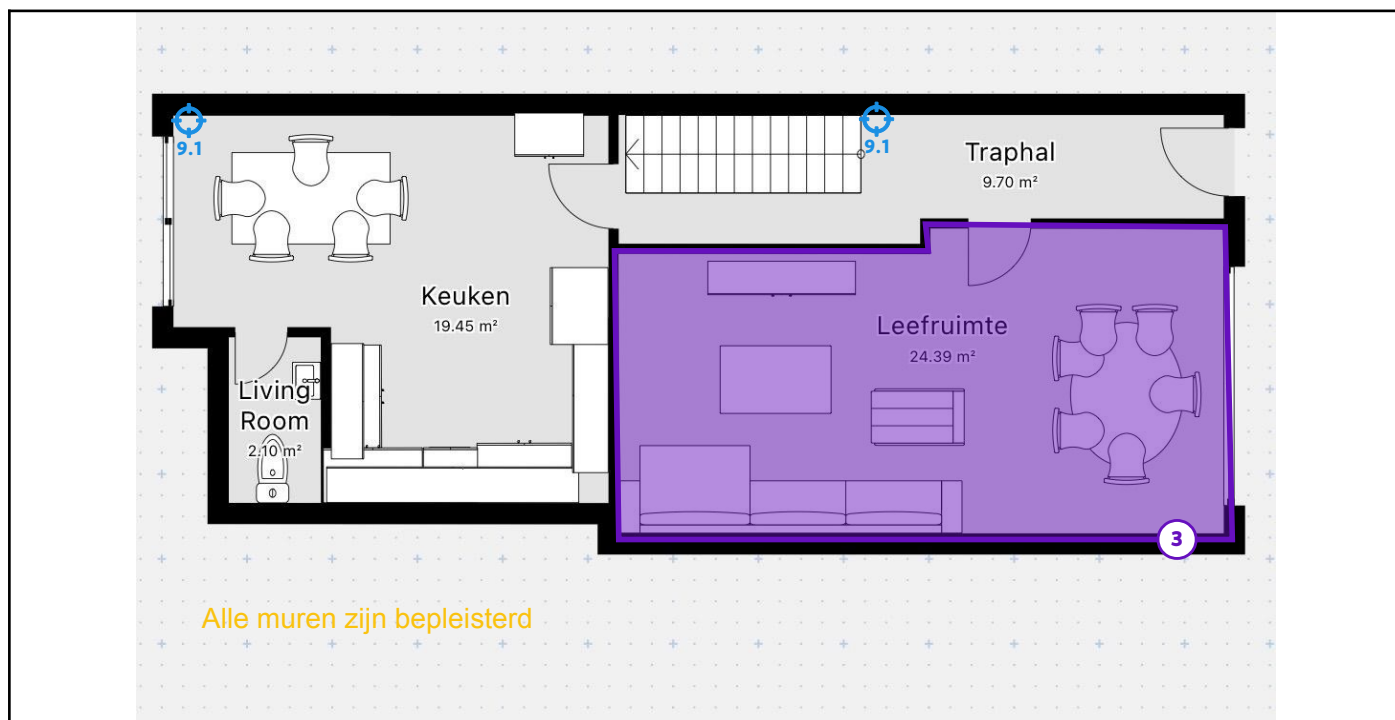 9.1
9.1
Traphal
9.70 m²
Keuken
19.45 m²
Leefruimte
24.39 m²
Living
Room
2.10 m²
3
Alle muren zijn bepleisterd